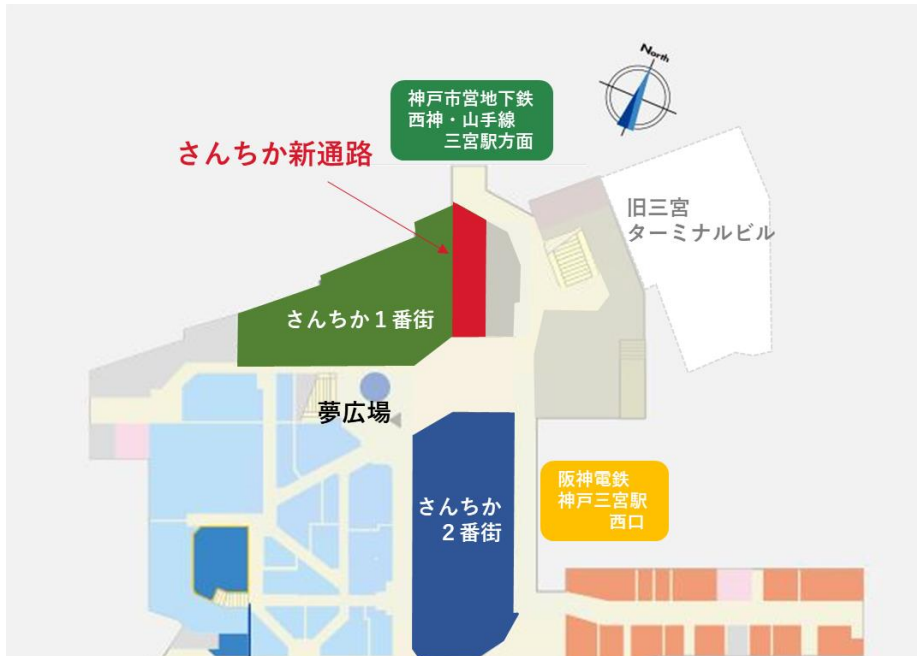 North
神戸市営地下鉄
西神・山手線
三宮駅方面
さんちか新通路
旧三宮
ターミナルビル
さんちか１番街
夢広場
さんちか
２番街
阪神電鉄
神戸三宮駅
西口